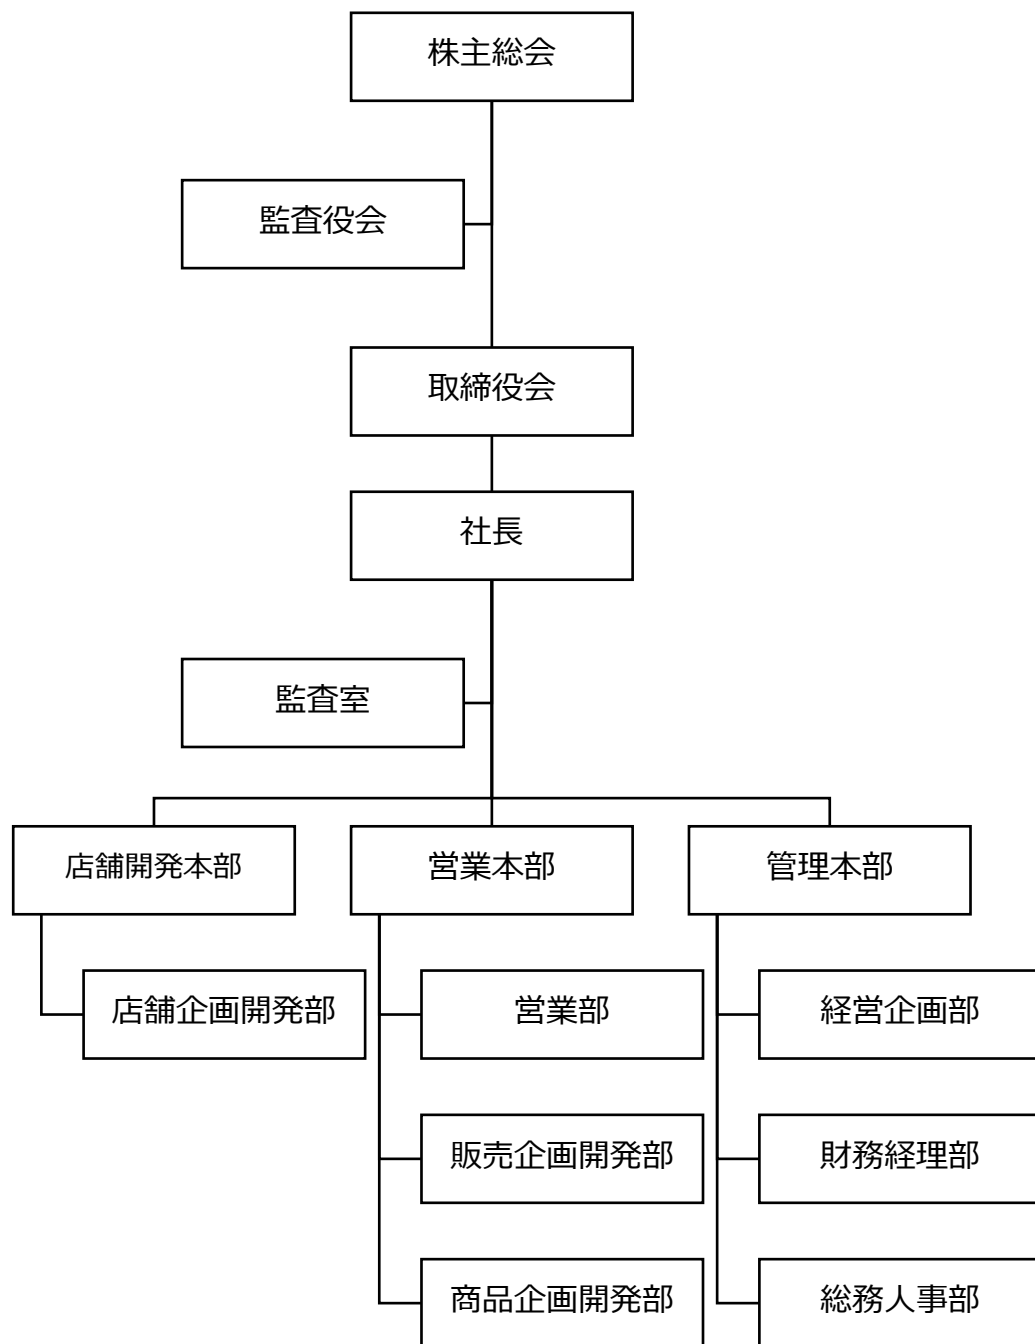 株主総会
監査役会
取締役会
社長
監査室
店舗開発本部
営業本部
管理本部
店舗企画開発部
営業部
経営企画部
販売企画開発部
財務経理部
商品企画開発部
総務人事部